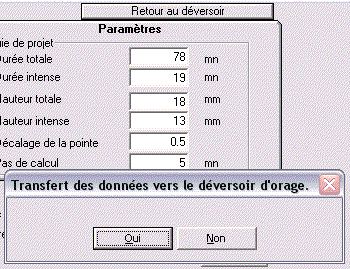 Retour au déversoir
Paramètres
uie de projet
Durée totale 78 mn
Durée intense 19 mn
Hauteur totale 18 mm
Hauteur intense 13 mm
Décalage de la pointe 0.5
Pas de calcul 5 mn
Transfert des données vers le déversoir d'orage.
Oui Non